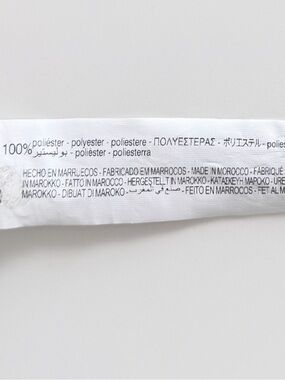 100% poliéster - polyester - poliestere - ΠΟΛΥΕΣΤΕΡΑΣ - ポリエステル - polies
بوليستير - poliéster - poliesterra
HECHO EN MARRUECOS - FABRICADO EM MARROCOS - MADE IN MOROCCO - FABRIQUÉ
IN MAROKKO - FATTO IN MAROCCO - HERGESTELLT IN MAROKKO - ΚΑΤΑΣΚΕΥΗ ΜΑΡΟΚΟ - URE
MAROKKO - DIBUAT DI MAROKO - صنع في المغرب - FEITO EN MARROCOS - FET AL M